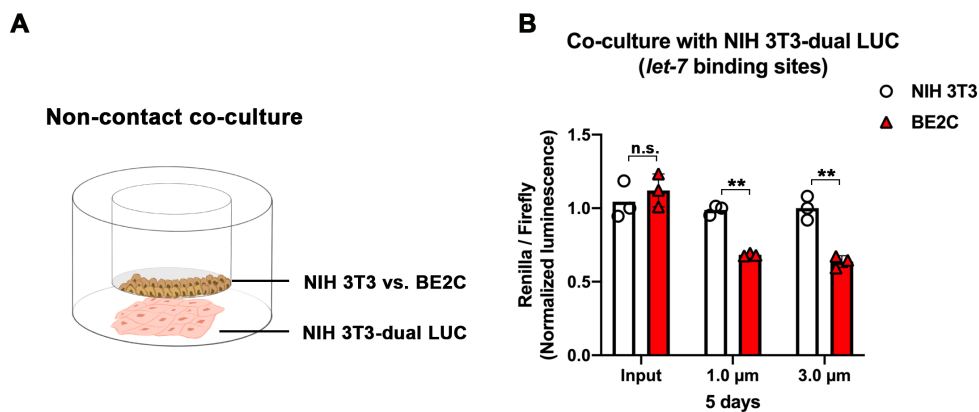 A
Non-contact co-culture
NIH 3T3 vs. BE2C
NIH 3T3-dual LUC
B
Co-culture with NIH 3T3-dual LUC
(let-7 binding sites)
NIH 3T3
BE2C
Renilla / Firefly
(Normalized luminescence)
1.5
1.0
0.5
0.0
n.s.
**
**
Input
1.0 µm
3.0 µm
5 days